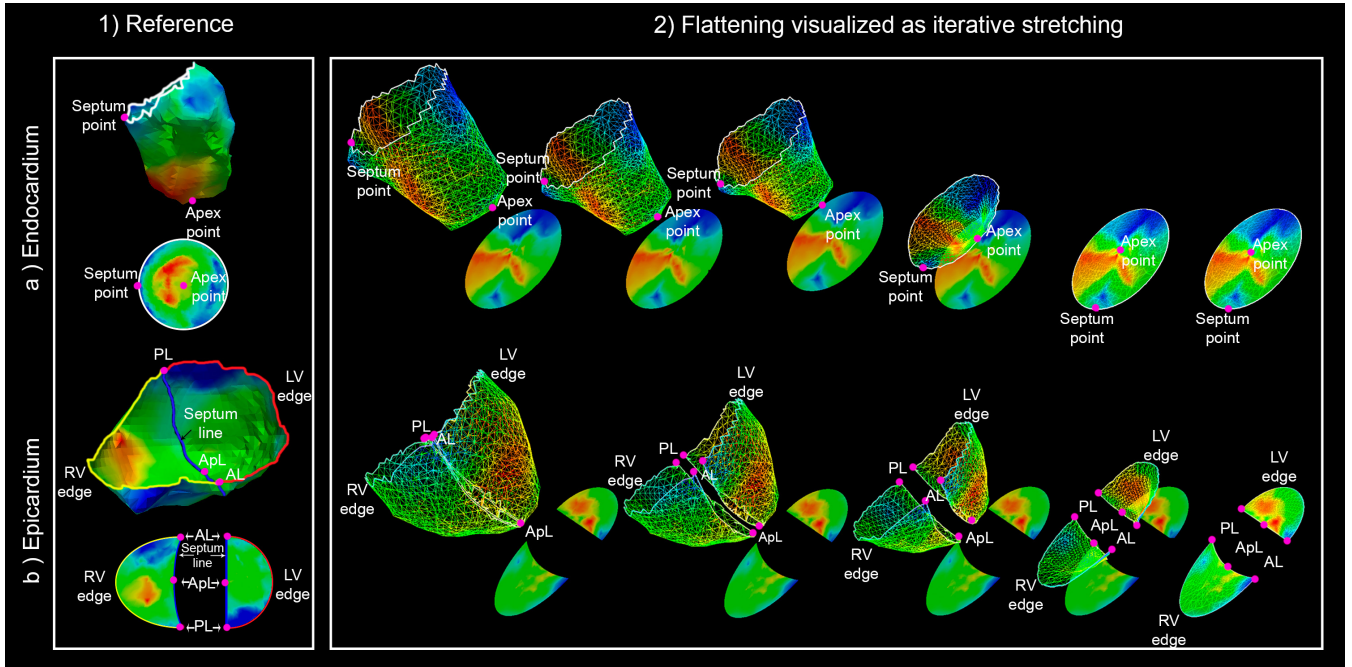 1) Reference
2) Flattening visualized as iterative stretching
a ) Endocardium
Septum
point
Apex
point
Septum
point
Apex
point
Septum
point
Apex
point
Septum
point
Apex
point
Septum
point
Apex
point
Septum
point
Apex
point
Septum
point
Apex
point
Septum
point
Apex
point
b ) Epicardium
PL
LV
edge
Septum
line
ApL
AL
RV
edge
AL
Septum
line
RV
edge
ApL
LV
edge
PL
LV
edge
PL
AL
RV
edge
ApL
LV
edge
PL
AL
RV
edge
ApL
LV
edge
PL
AL
RV
edge
ApL
LV
edge
PL
ApL
AL
RV
edge
LV
edge
PL
ApL
AL
RV
edge